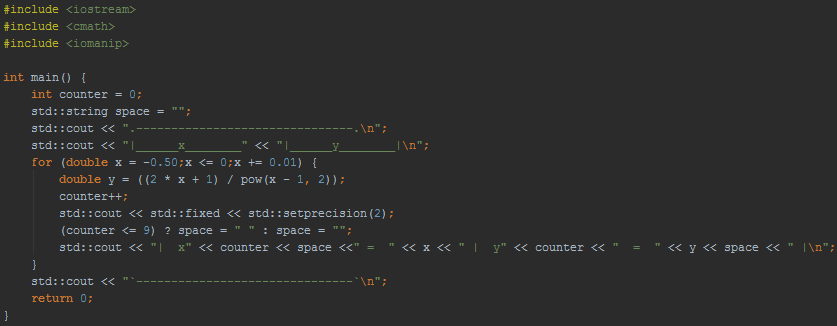 #include <iostream>
#include <cmath>
#include <iomanip>

int main() {
    int counter = 0;
    std::string space = "";
    std::cout << ".-------------------------------.\n";
    std::cout << "|______x________" << "|______y________|\n";
    for (double x = -0.50;x <= 0;x += 0.01) {
        double y = ((2 * x + 1) / pow(x - 1, 2));
        counter++;
        std::cout << std::fixed << std::setprecision(2);
        (counter <= 9) ? space = " " : space = "";
        std::cout << "|  x" << counter << space <<" =  " << x << " |  y" << counter << "  =  " << y << space << " |\n";
    }
    std::cout << "`-------------------------------`\n";
    return 0;
}